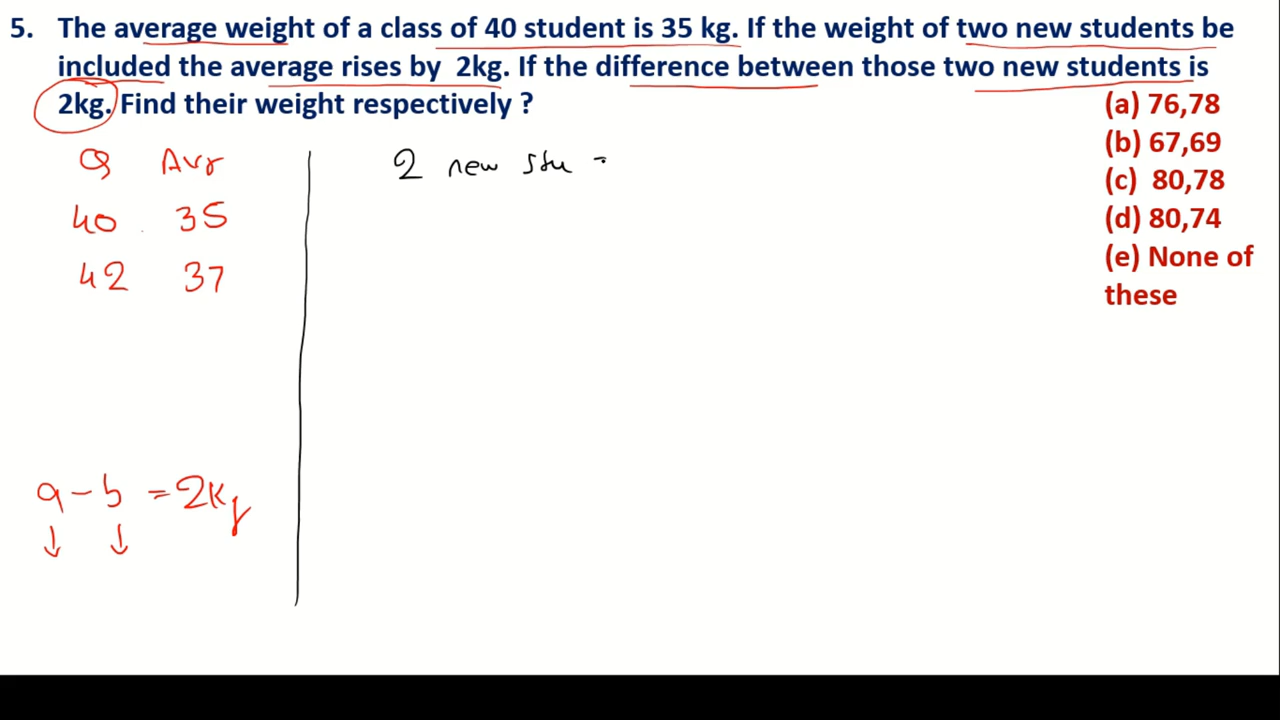 5. The average weight of a class of 40 student is 35 kg. If the weight of two new students be
included the average rises by 2kg. If the difference between those two new students is
2kg. Find their weight respectively ?
(a) 76,78
(b) 67,69
(c) 80,78
(d) 80,74
(e) None of
these
Q Avr
40 35
42 37
a - b = 2kg
2 new stu -